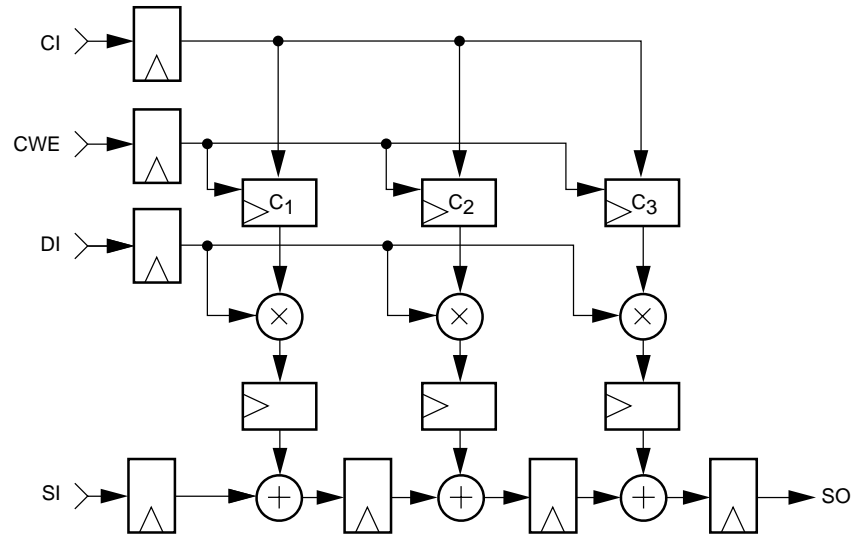 CI
CWE
C1 C2 C3
DI
× × ×
SI + + + SO